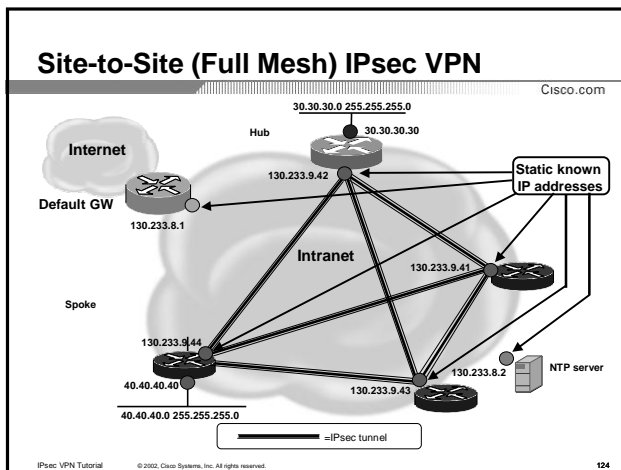 Site-to-Site (Full Mesh) IPsec VPN
Cisco.com
30.30.30.0 255.255.255.0
Hub
30.30.30.30
Internet
130.233.9.42
Static known
IP addresses
Default GW
130.233.8.1
Intranet
130.233.9.41
Spoke
130.233.9.44
130.233.8.2
NTP server
40.40.40.40
130.233.9.43
40.40.40.0 255.255.255.0
=IPsec tunnel
IPsec VPN Tutorial
© 2002, Cisco Systems, Inc. All rights reserved.
124